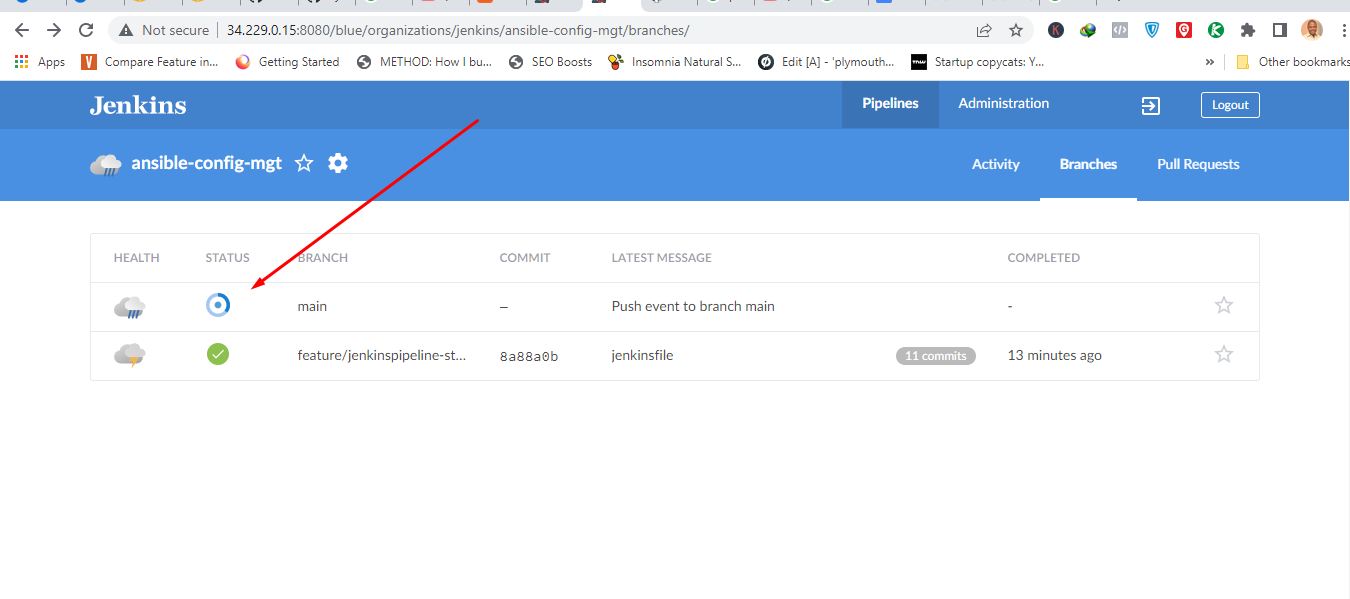 Not secure | 34.229.0.15:8080/blue/organizations/jenkins/ansible-config-mgt/branches/
Apps Compare Feature in... Getting Started METHOD: How I bu... SEO Boosts Insomnia Natural S... Edit [A] - 'plymouth... Startup copycats: Y... » Other bookmarks
Jenkins Pipelines Administration Logout
ansible-config-mgt Activity Branches Pull Requests
HEALTH STATUS BRANCH COMMIT LATEST MESSAGE COMPLETED
main – Push event to branch main -
feature/jenkinspipeline-st... 8a88a0b jenkinsfile 11 commits 13 minutes ago